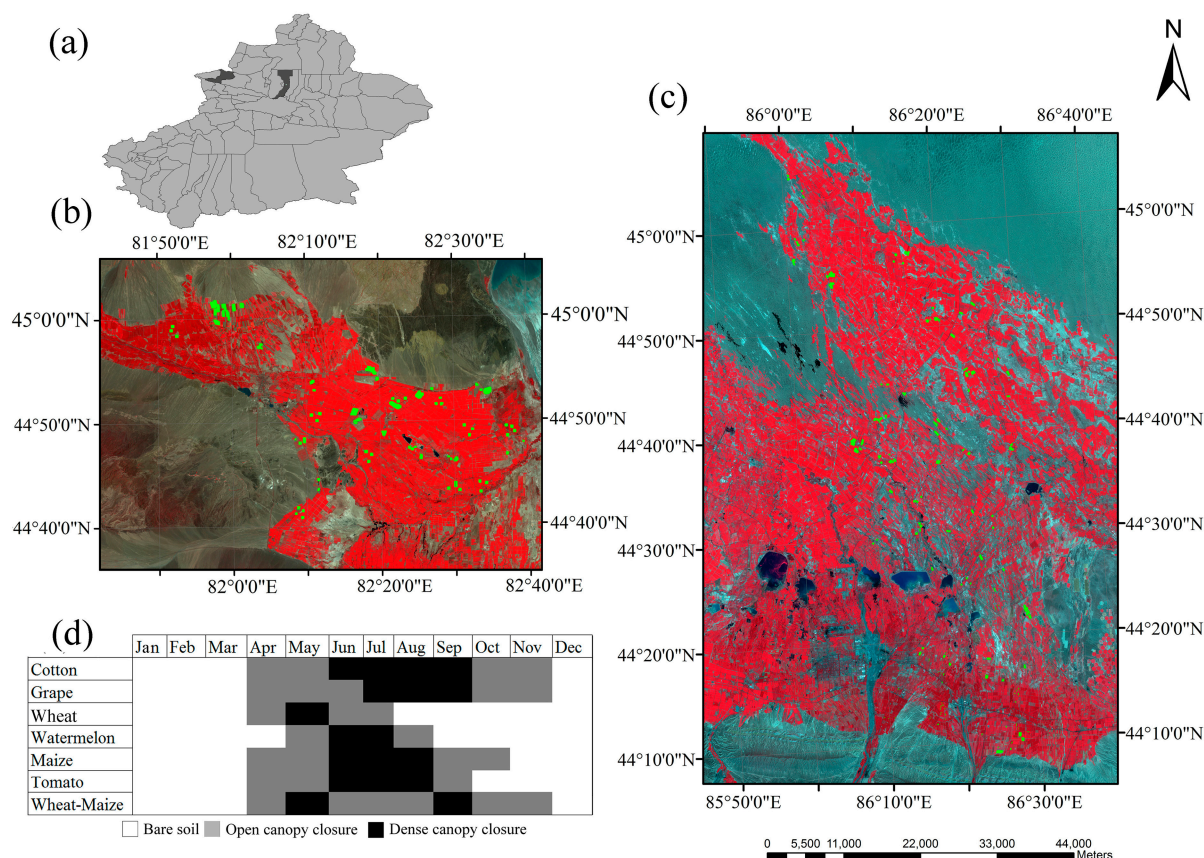 (a)
N
(c)
86°0'0"E 86°20'0"E 86°40'0"E
(b)
81°50'0"E 82°10'0"E 82°30'0"E
45°0'0"N 45°0'0"N
44°50'0"N 44°50'0"N
44°40'0"N 44°40'0"N
82°0'0"E 82°20'0"E 82°40'0"E
45°0'0"N 45°0'0"N
44°50'0"N 44°50'0"N
44°40'0"N 44°40'0"N
44°30'0"N 44°30'0"N
44°20'0"N 44°20'0"N
44°10'0"N 44°10'0"N
85°50'0"E 86°10'0"E 86°30'0"E
(d)
Jan Feb Mar Apr May Jun Jul Aug Sep Oct Nov Dec
Cotton
Grape
Wheat
Watermelon
Maize
Tomato
Wheat-Maize
Bare soil Open canopy closure Dense canopy closure
0 5,500 11,000 22,000 33,000 44,000
Meters